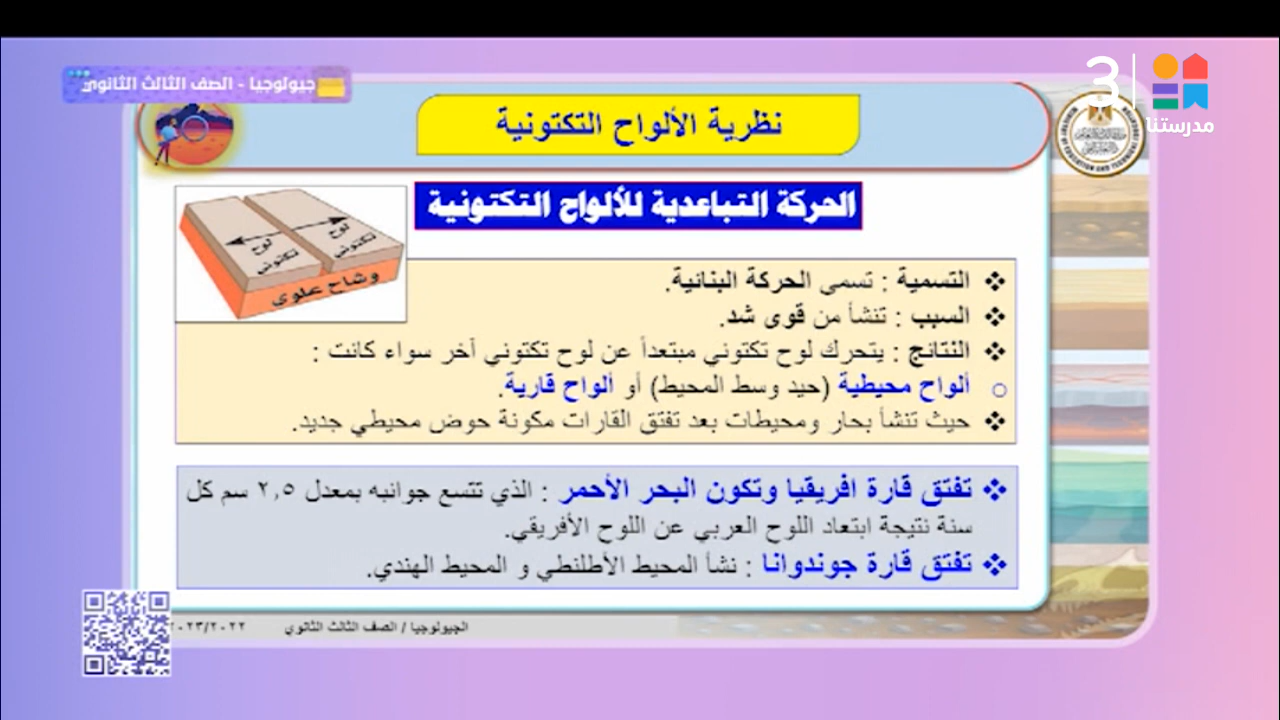 جيولوجيا - الصف الثالث الثانوي
3
مدرستنا
نظرية الألواح التكتونية
الحركة التباعدية للألواح التكتونية
لوح تكتوني
لوح تكتوني
وشاح علوي
❖ التسمية : تسمى الحركة البنائية.
❖ السبب : تنشأ من قوى شد.
❖ النتائج : يتحرك لوح تكتوني مبتعداً عن لوح تكتوني آخر سواء كانت :
○ ألواح محيطية (حيد وسط المحيط) أو ألواح قارية.
❖ حيث تنشأ بحار ومحيطات بعد تفتق القارات مكونة حوض محيطي جديد.
❖ تفتق قارة افريقيا وتكون البحر الأحمر : الذي تتسع جوانبه بمعدل ٢,٥ سم كل
سنة نتيجة ابتعاد اللوح العربي عن اللوح الأفريقي.
❖ تفتق قارة جوندوانا : نشأ المحيط الأطلنطي و المحيط الهندي.
الجيولوجيا / الصف الثالث الثانوي ٢٠٢٣/٢٠٢٢